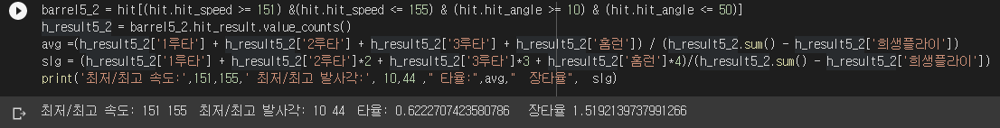 barrel5_2 = hit[(hit.hit_speed >= 151) &(hit.hit_speed <= 155) & (hit.hit_angle >= 10) & (hit.hit_angle <= 50)]
h_result5_2 = barrel5_2.hit_result.value_counts()
avg =(h_result5_2['1루타'] + h_result5_2['2루타'] + h_result5_2['3루타'] + h_result5_2['홈런']) / (h_result5_2.sum() - h_result5_2['희생플라이'])
slg = (h_result5_2['1루타'] + h_result5_2['2루타']*2 + h_result5_2['3루타']*3 + h_result5_2['홈런']*4)/(h_result5_2.sum() - h_result5_2['희생플라이'])
print('최저/최고 속도:',151,155,' 최저/최고 발사각:', 10,44 ," 타율:",avg,"  장타율",  slg)
최저/최고 속도: 151 155  최저/최고 발사각: 10 44  타율: 0.6222707423580786   장타율 1.5192139737991266